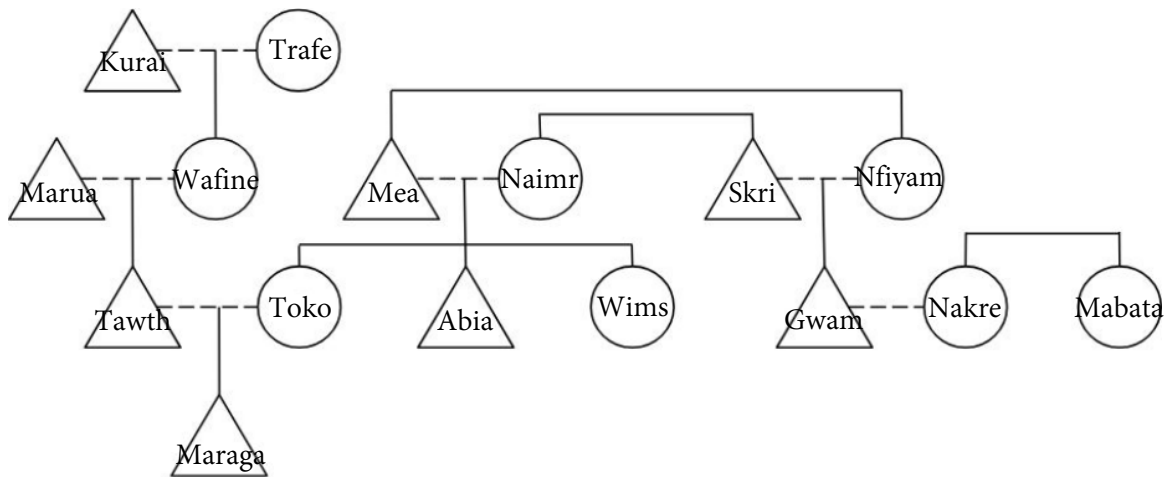 Kurai
Trafe
Marua
Wafine
Mea
Naimr
Skri
Nfiyam
Tawth
Toko
Abia
Wims
Gwam
Nakre
Mabata
Maraga